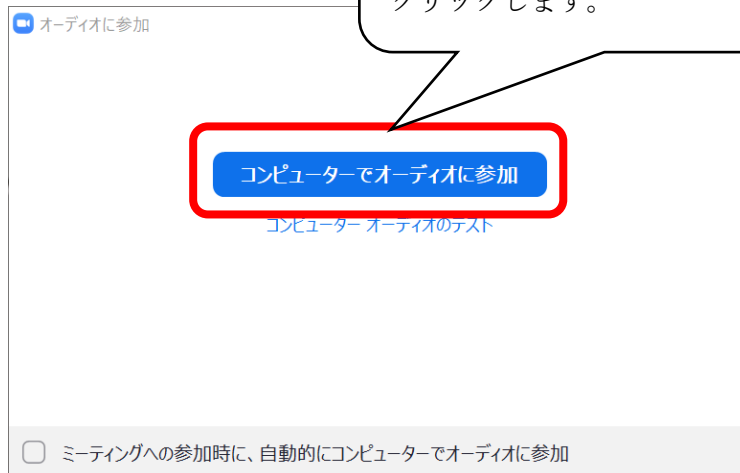 クリックします。
オーディオに参加
コンピューターでオーディオに参加
コンピューター オーディオのテスト
ミーティングへの参加時に、自動的にコンピューターでオーディオに参加